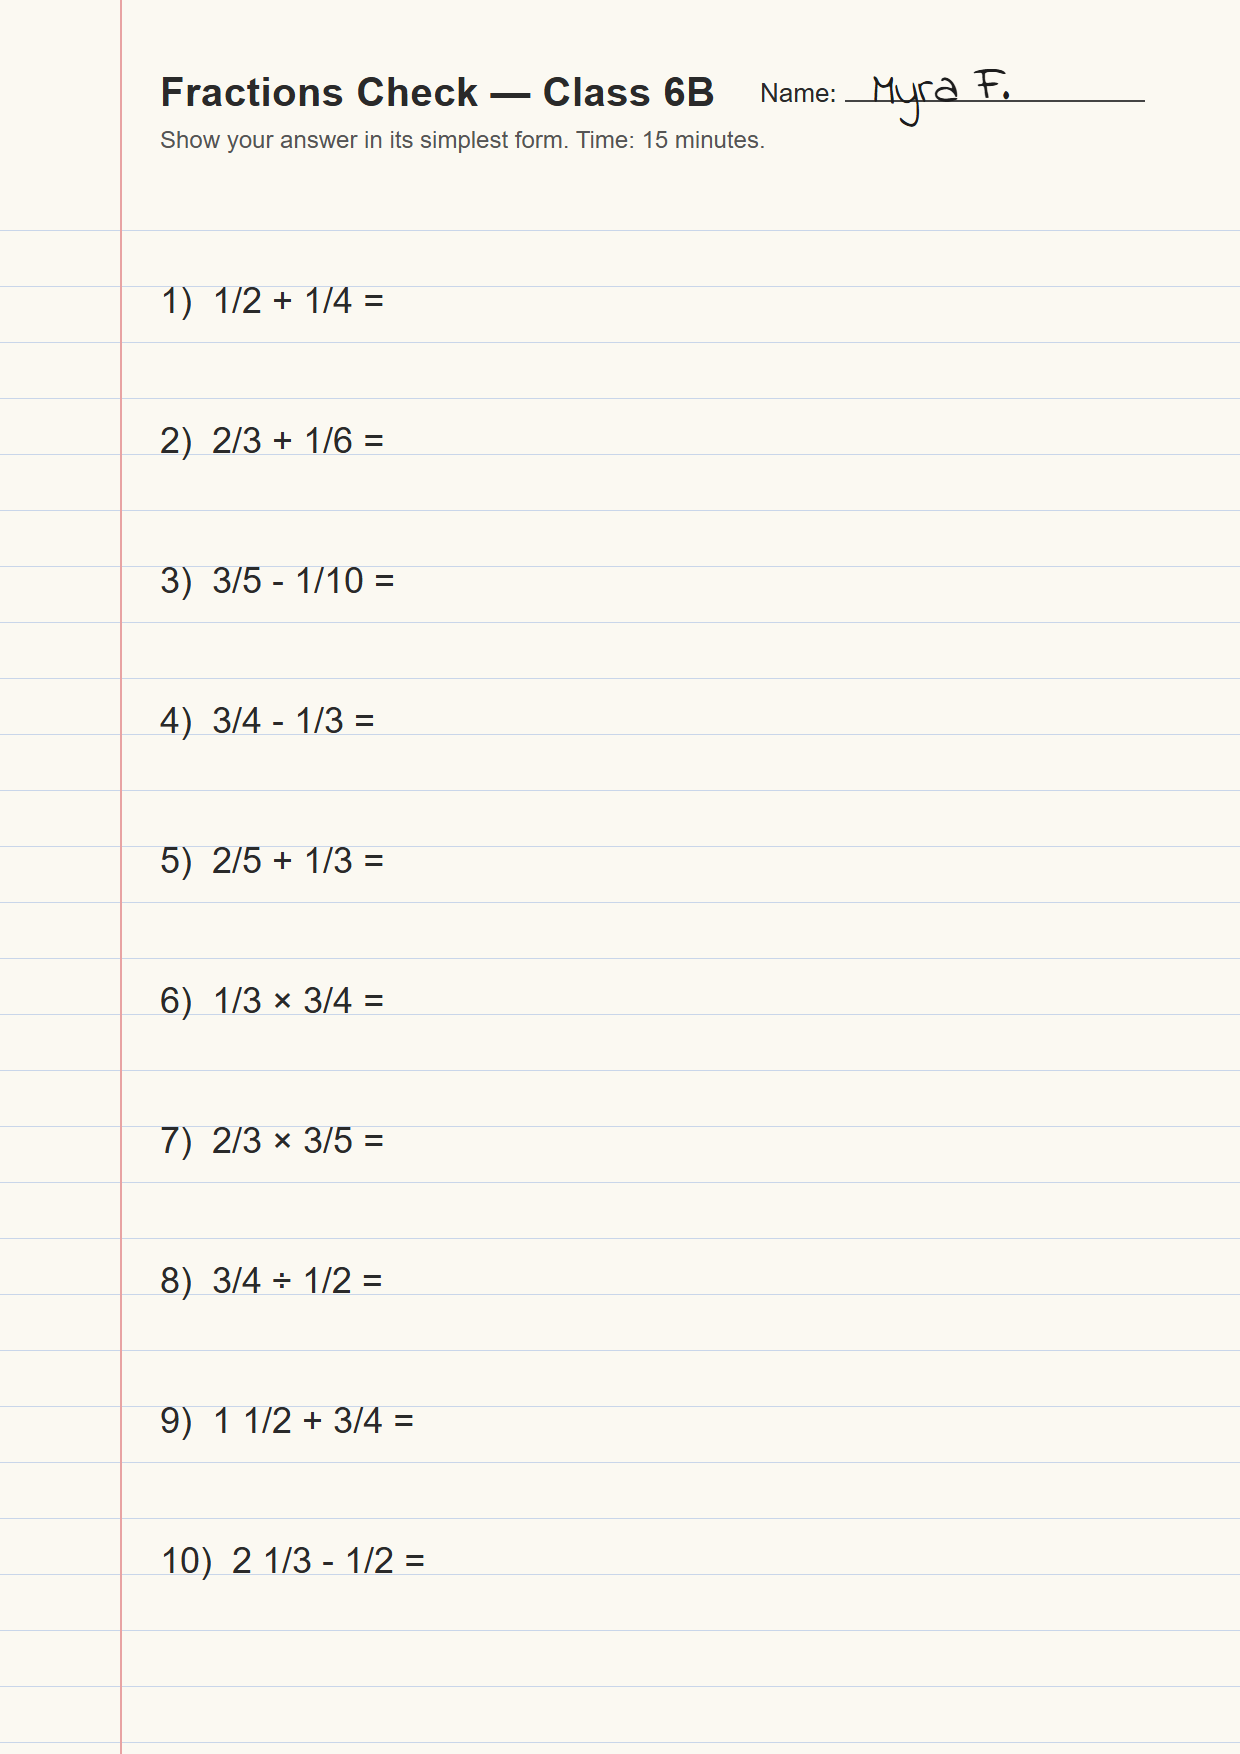 Fractions Check — Class 6B Name: Myra F.
Show your answer in its simplest form. Time: 15 minutes.
1) 1/2 + 1/4 =
2) 2/3 + 1/6 =
3) 3/5 - 1/10 =
4) 3/4 - 1/3 =
5) 2/5 + 1/3 =
6) 1/3 × 3/4 =
7) 2/3 × 3/5 =
8) 3/4 ÷ 1/2 =
9) 1 1/2 + 3/4 =
10) 2 1/3 - 1/2 =